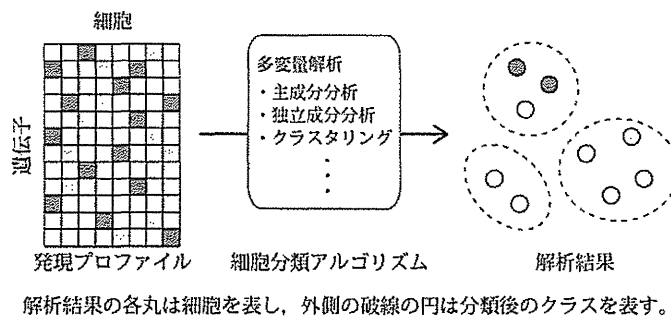 細胞
遺伝子
多変量解析
・主成分分析
・独立成分分析
・クラスタリング
発現プロファイル
細胞分類アルゴリズム
解析結果
解析結果の各丸は細胞を表し，外側の破線の円は分類後のクラスを表す。